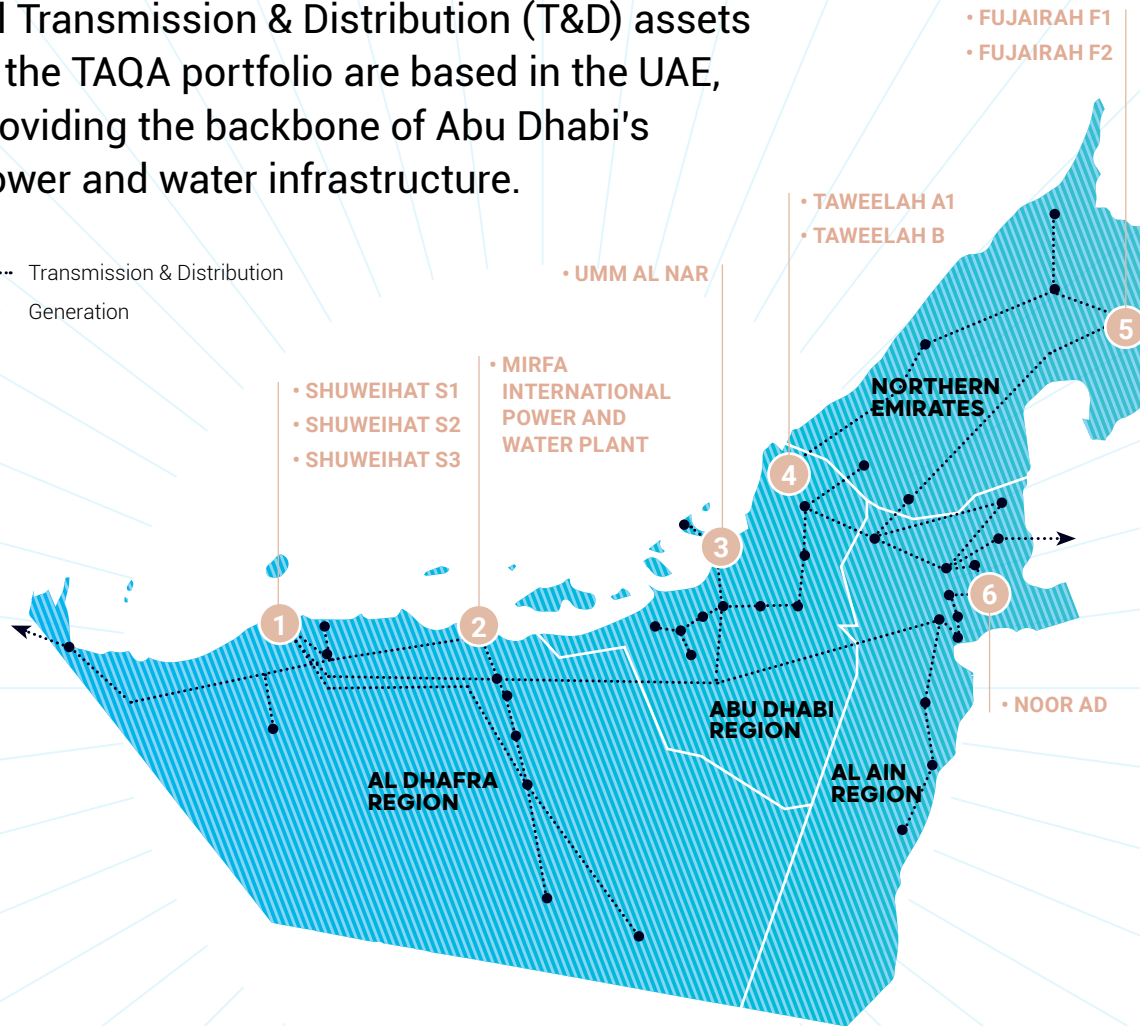 Transmission & Distribution (T&D) assets
the TAQA portfolio are based in the UAE,
oviding the backbone of Abu Dhabi's
ower and water infrastructure.
Transmission & Distribution
Generation
• FUJAIRAH F1
• FUJAIRAH F2
• TAWEELAH A1
• TAWEELAH B
• UMM AL NAR
• MIRFA
INTERNATIONAL
POWER AND
WATER PLANT
• SHUWEIHAT S1
• SHUWEIHAT S2
• SHUWEIHAT S3
5
NORTHERN
EMIRATES
4
3
6
1
2
• NOOR AD
ABU DHABI
REGION
AL DHAFRA
REGION
AL AIN
REGION